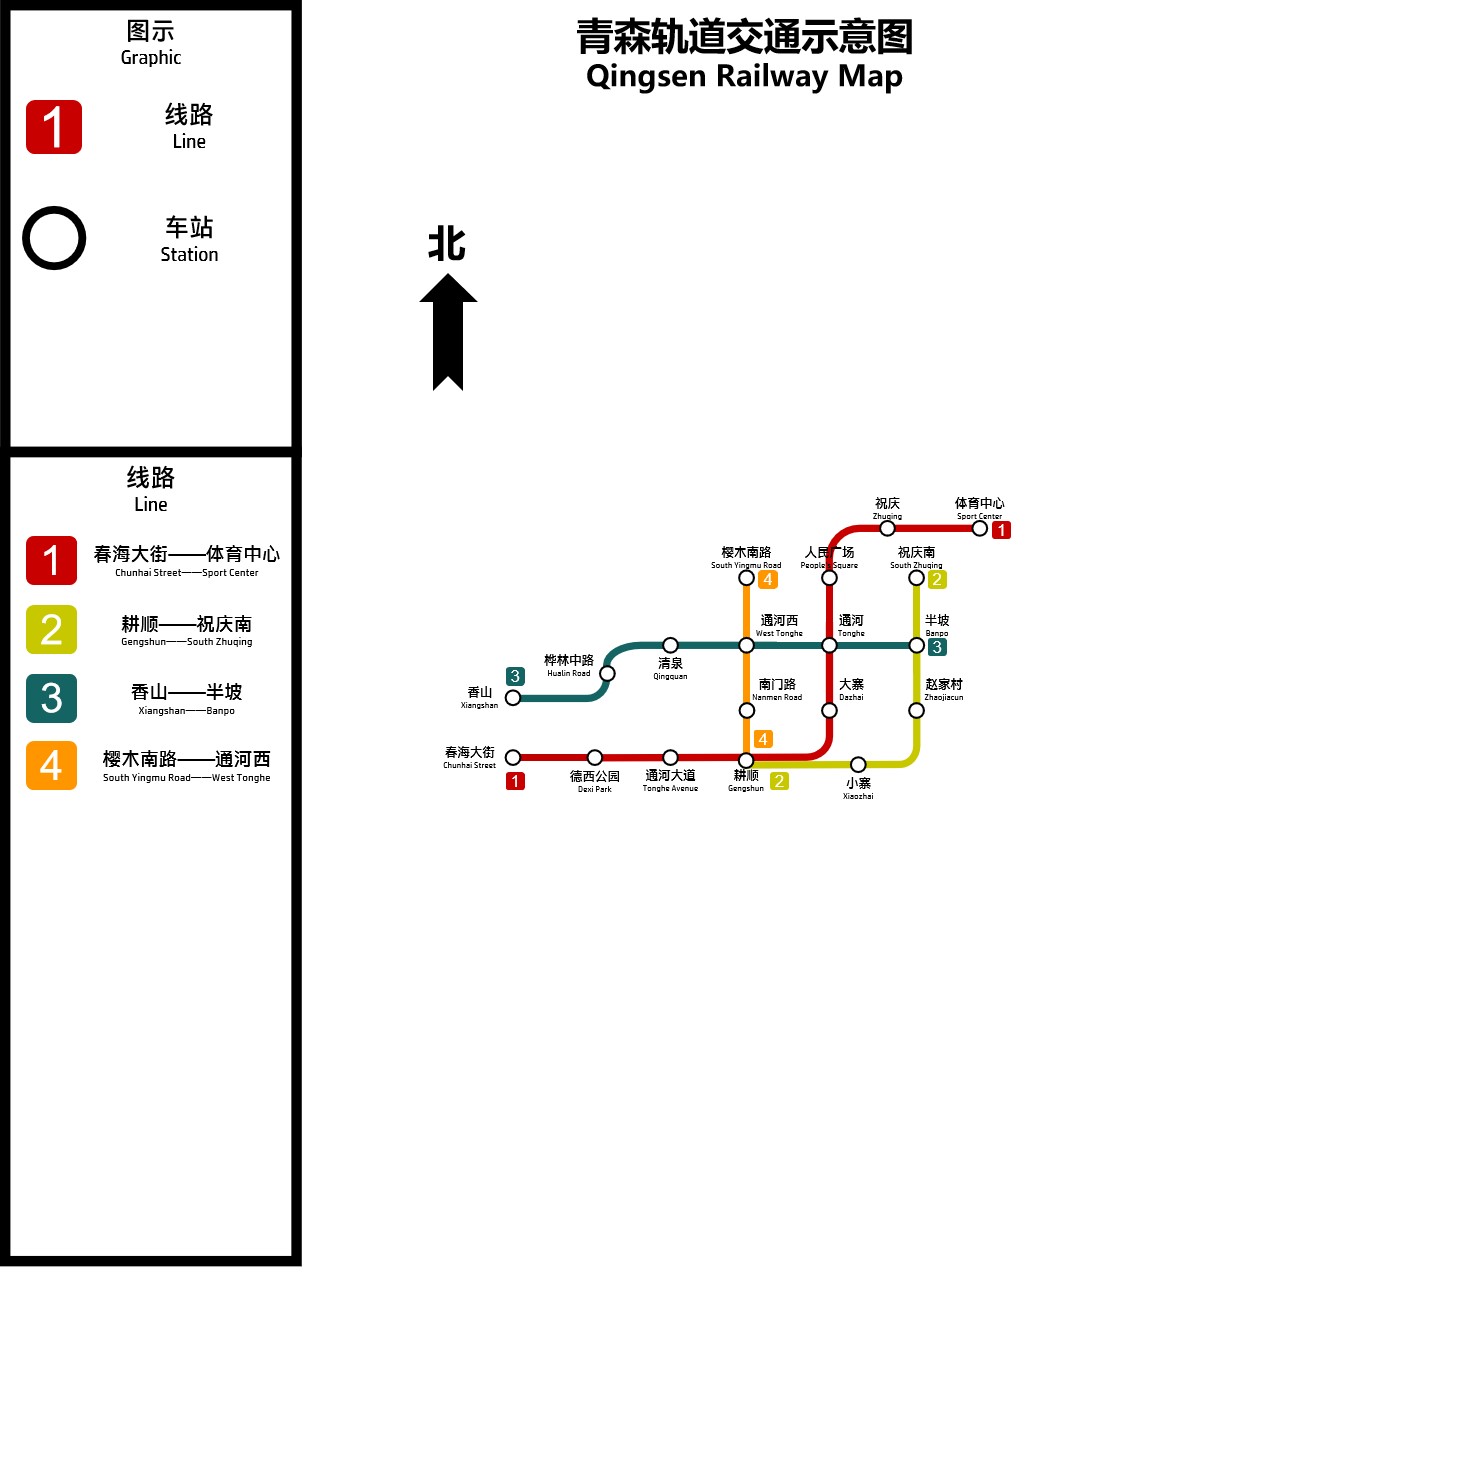 图示
Graphic
1
线路
Line
车站
Station
线路
Line
1
春海大街——体育中心
Chunhai Street——Sport Center
2
耕顺——祝庆南
Gengshun——South Zhuqing
3
香山——半坡
Xiangshan——Banpo
4
樱木南路——通河西
South Yingmu Road——West Tonghe
青森轨道交通示意图
Qingsen Railway Map
北
祝庆
Zhuqing
体育中心
Sport Center
1
樱木南路
South Yingmu Road
4
人民广场
People's Square
祝庆南
South Zhuqing
2
通河西
West Tonghe
通河
Tonghe
半坡
Banpo
3
桦林中路
Hualin Road
清泉
Qingquan
3
香山
Xiangshan
南门路
Nanmen Road
大寨
Dazhai
赵家村
Zhaojiacun
4
春海大街
Chunhai Street
1
德西公园
Dexi Park
通河大道
Tonghe Avenue
耕顺
Gengshun
2
小寨
Xiaozhai